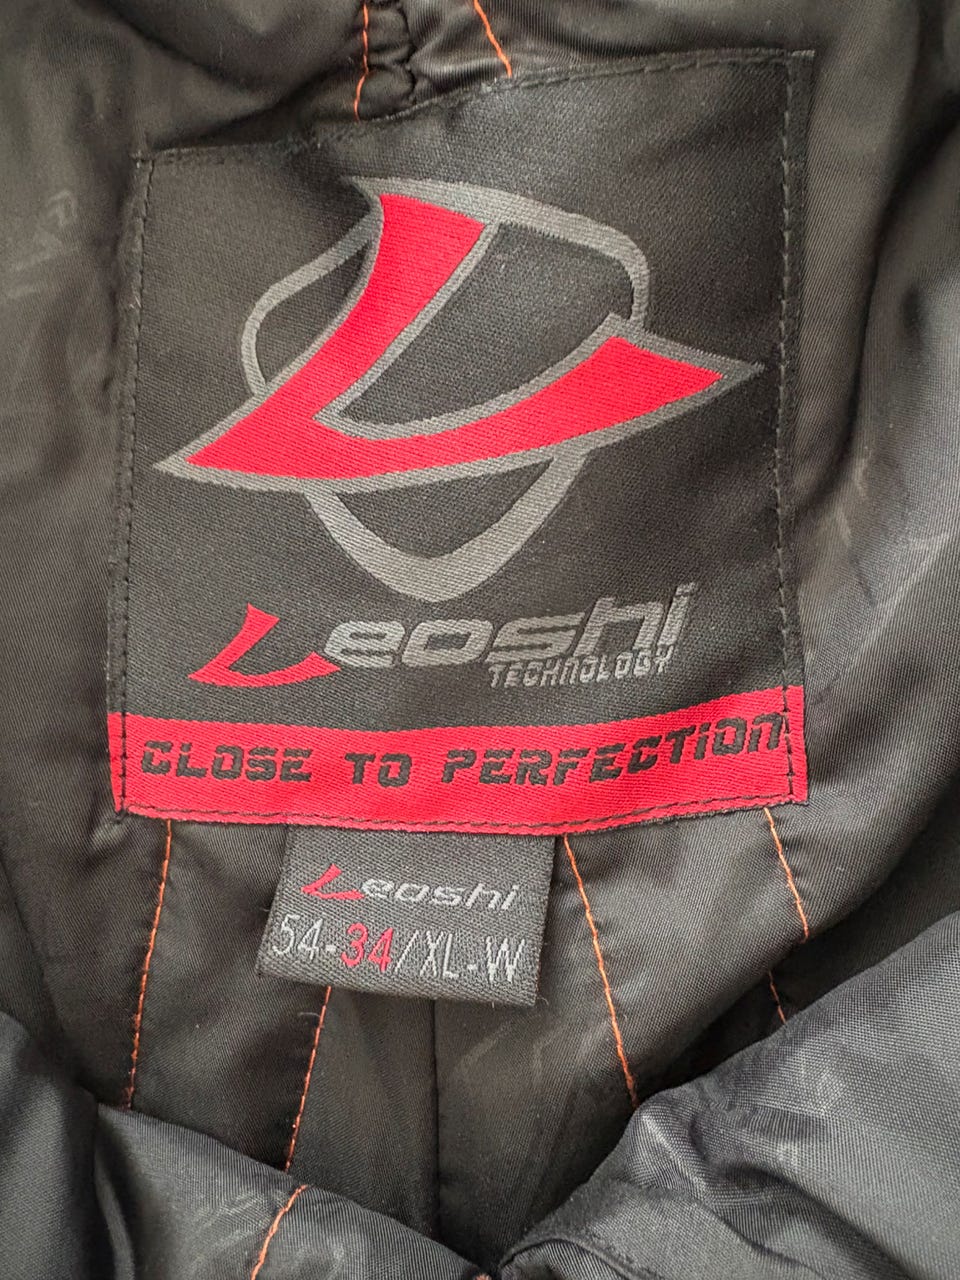 Leoshi
TECHNOLOGY
CLOSE TO PERFECTION
Leoshi
54-34/XL-W